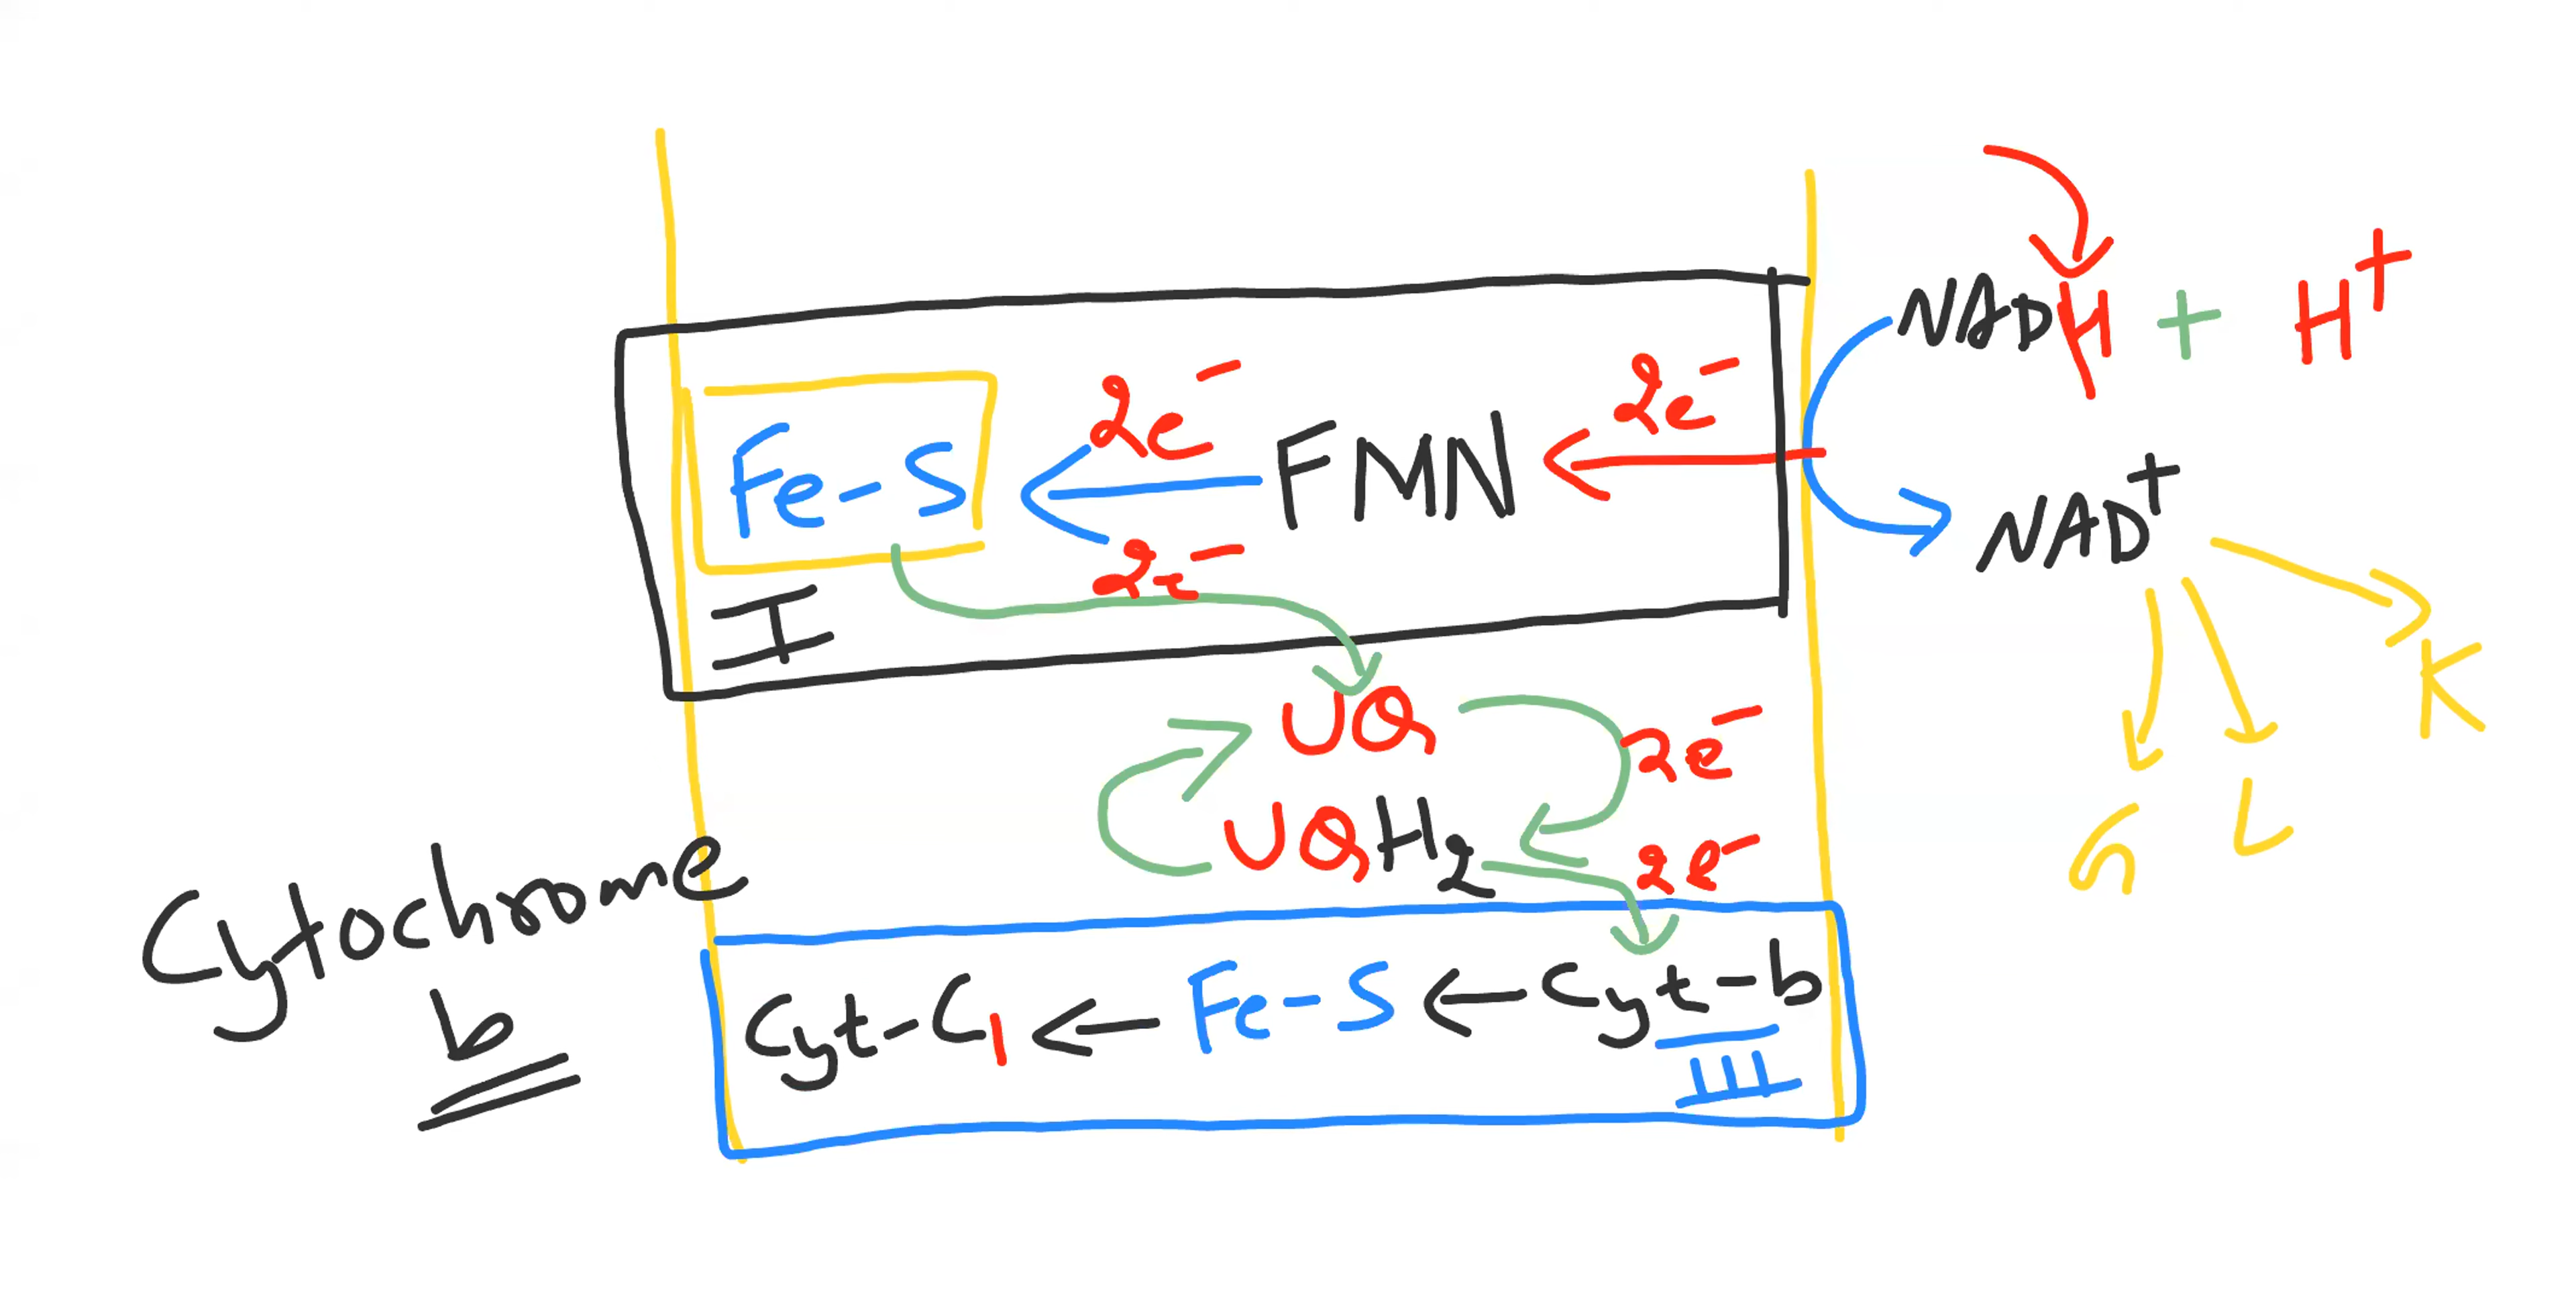 NADH + H⁺
2e⁻
2e⁻
Fe-S
FMN
NAD⁺
2e⁻
I
K
UQ
2e⁻
G
L
UQH₂
2e⁻
Cytochrome
b
Cyt-C₁ ← Fe-S ← Cyt-b
III